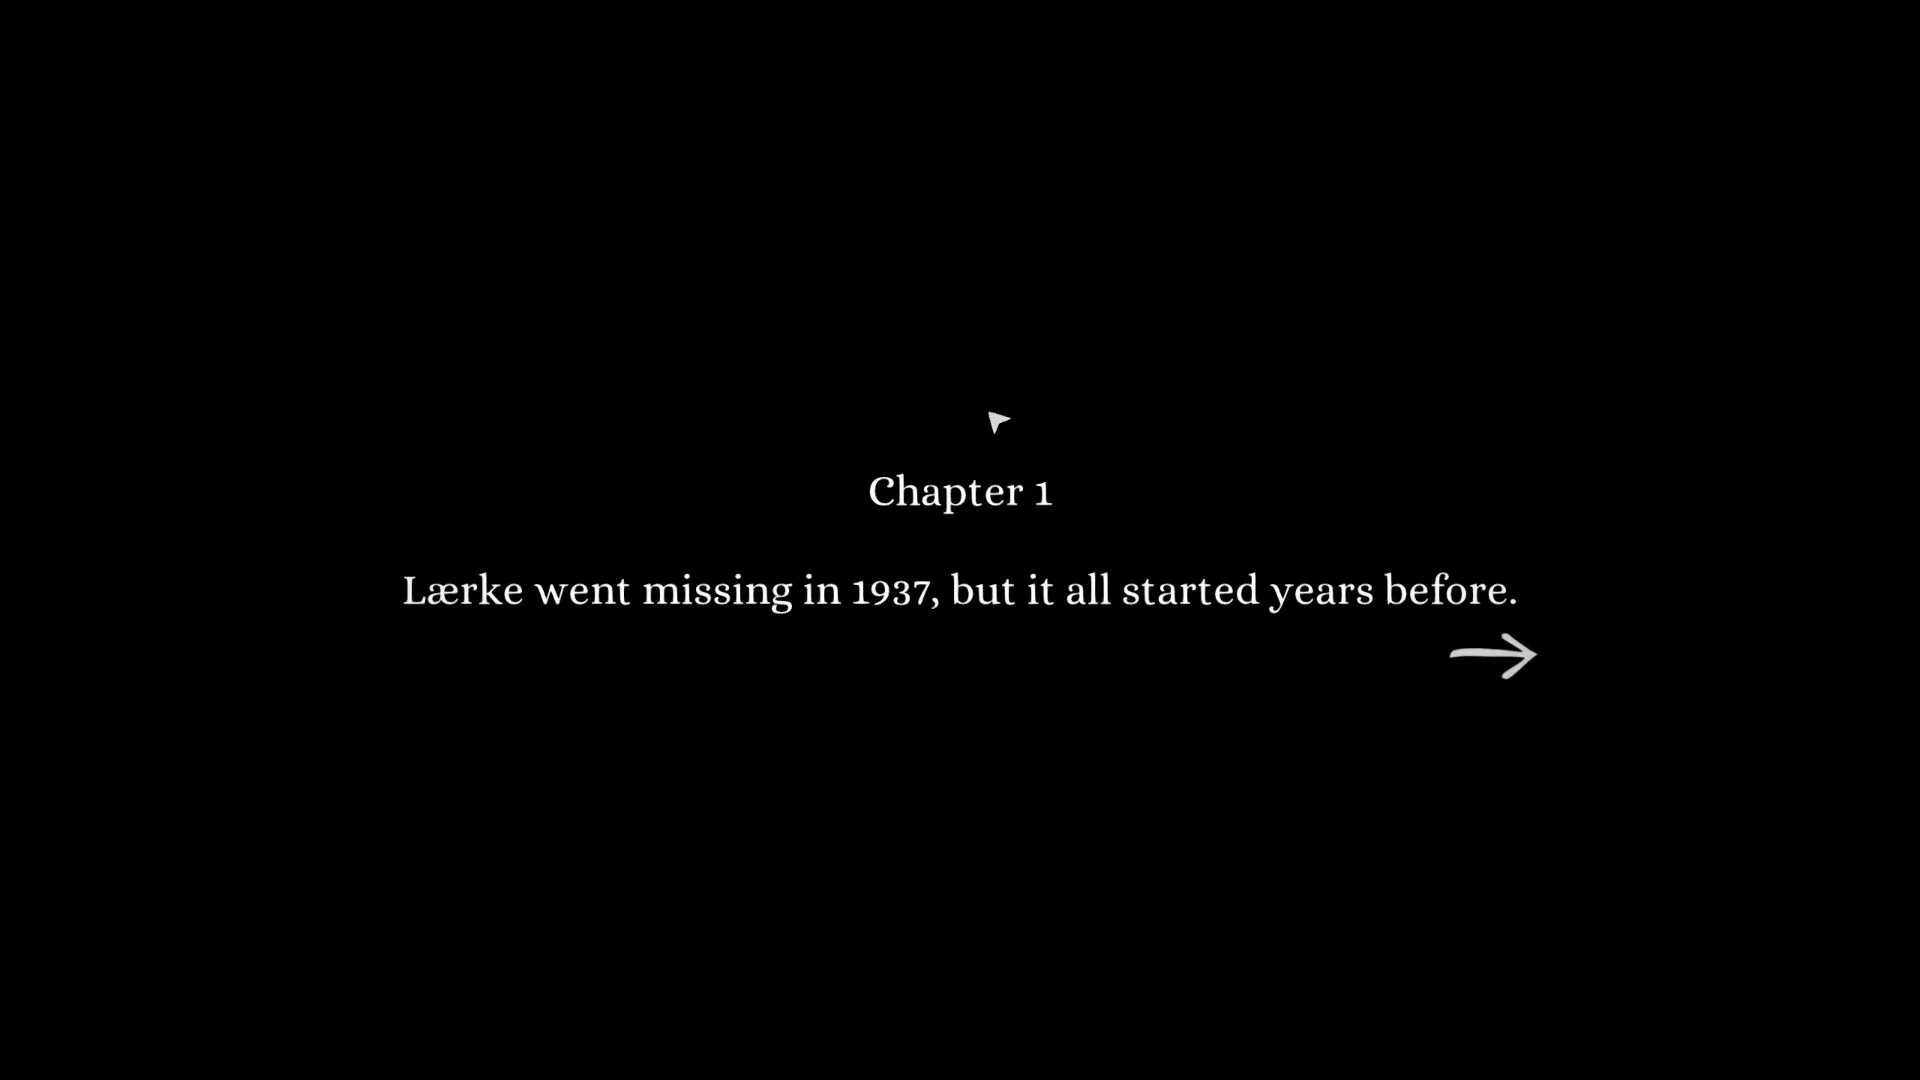 Chapter 1
Lærke went missing in 1937, but it all started years before.